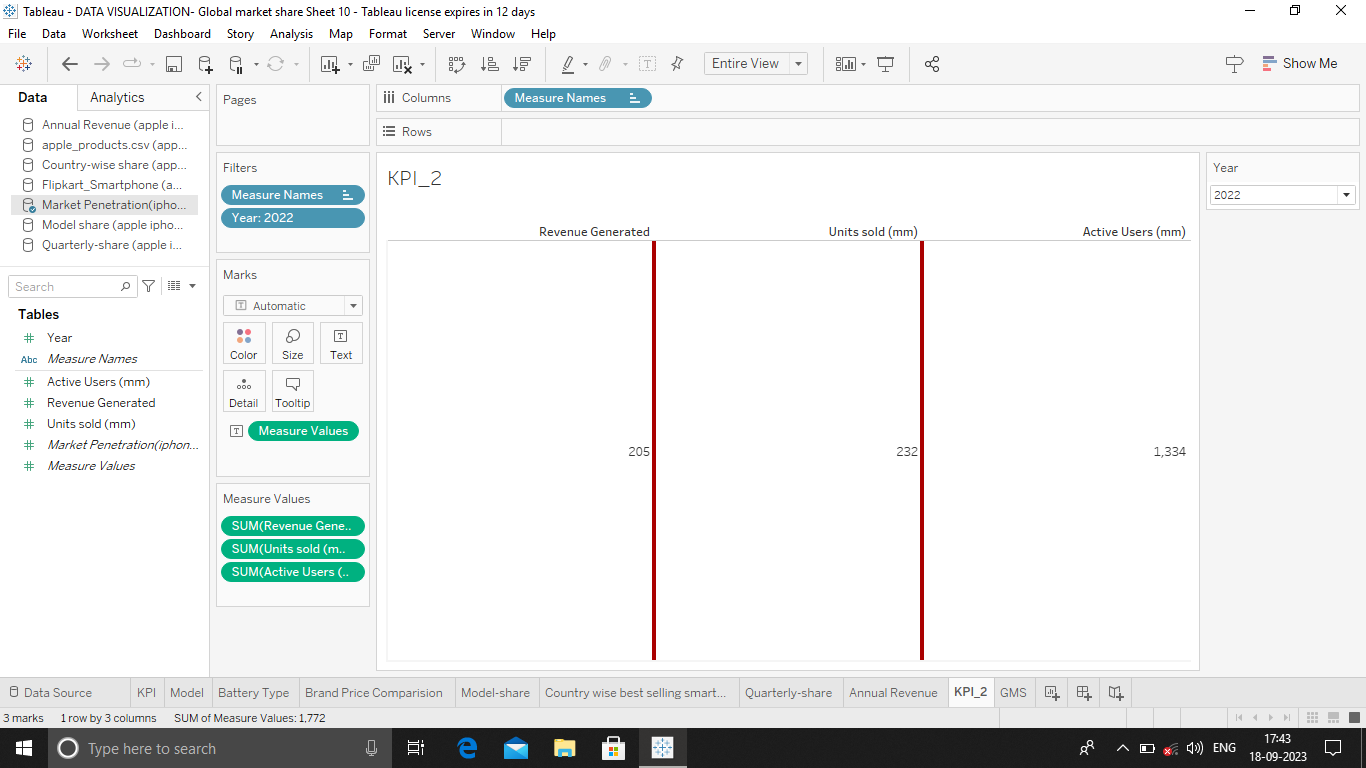 Tableau - DATA VISUALIZATION- Global market share Sheet 10 - Tableau license expires in 12 days
File Data Worksheet Dashboard Story Analysis Map Format Server Window Help
Entire View
Show Me
Data Analytics
Annual Revenue (apple i...
apple_products.csv (app...
Country-wise share (app...
Flipkart_Smartphone (a...
Market Penetration(ipho...
Model share (apple ipho...
Quarterly-share (apple i...
Search
Tables
Year
Abc Measure Names
Active Users (mm)
Revenue Generated
Units sold (mm)
Market Penetration(iphon...
Measure Values
Pages
Filters
Measure Names
Year: 2022
Marks
Automatic
Color Size Text
Detail Tooltip
Measure Values
Measure Values
SUM(Revenue Gene..
SUM(Units sold (m..
SUM(Active Users (..
Columns Measure Names
Rows
KPI_2
Revenue Generated Units sold (mm) Active Users (mm)
205 232 1,334
Year
2022
Data Source KPI Model Battery Type Brand Price Comparision Model-share Country wise best selling smart... Quarterly-share Annual Revenue KPI_2 GMS
3 marks 1 row by 3 columns SUM of Measure Values: 1,772
Type here to search
ENG
17:43
18-09-2023